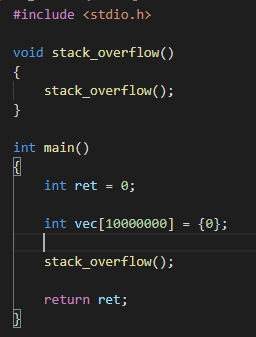 #include <stdio.h>
void stack_overflow()
{
stack_overflow();
}
int main()
{
int ret = 0;
int vec[10000000] = {0};
stack_overflow();
return ret;
}